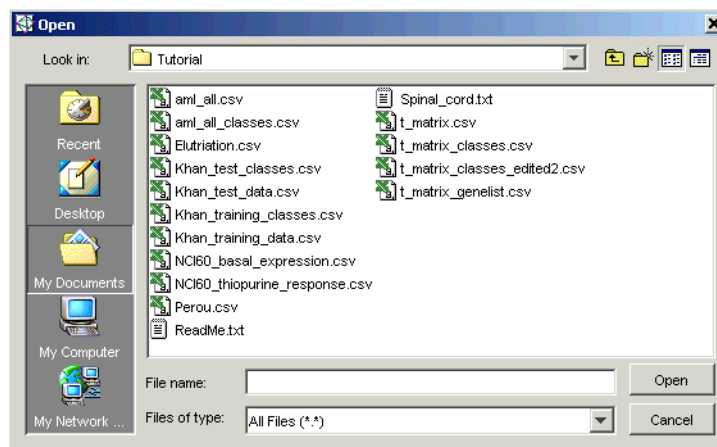 Open
Look in: Tutorial
Recent
Desktop
My Documents
My Computer
My Network ...
aml_all.csv
aml_all_classes.csv
Elutriation.csv
Khan_test_classes.csv
Khan_test_data.csv
Khan_training_classes.csv
Khan_training_data.csv
NCI60_basal_expression.csv
NCI60_thiopurine_response.csv
Perou.csv
ReadMe.txt
Spinal_cord.txt
t_matrix.csv
t_matrix_classes.csv
t_matrix_classes_edited2.csv
t_matrix_genelist.csv
File name:
Open
Files of type: All Files (*.*)
Cancel